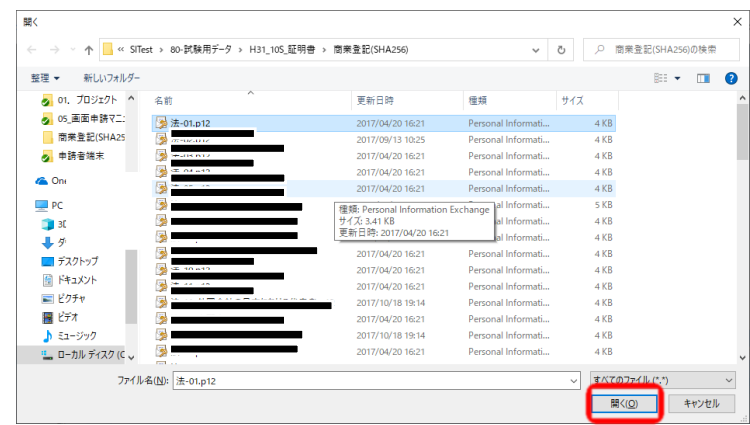 開く
« SITest › 80-試験用データ › H31_10S_証明書 › 商業登記(SHA256)
商業登記(SHA256)の検索
整理 新しいフォルダー
名前 更新日時 種類 サイズ
01. プロジェクト
05_画面申請マニ
商業登記(SHA25
申請者端末
One
PC
3D
ダ
デスクトップ
ドキュメント
ピクチャ
ビデオ
ミュージック
ローカル ディスク (C
法-01.p12 2017/04/20 16:21 Personal Informati... 4 KB
2017/09/13 10:25 Personal Informati... 4 KB
2017/04/20 16:21 Personal Informati... 4 KB
2017/04/20 16:21 Personal Informati... 4 KB
2017/04/20 16:21 Personal Informati... 4 KB
al Informati... 5 KB
al Informati... 4 KB
al Informati... 4 KB
種類: Personal Information Exchange
サイズ: 3.41 KB
更新日時: 2017/04/20 16:21
2017/04/20 16:21 Personal Informati... 4 KB
2017/04/20 16:21 Personal Informati... 4 KB
2017/04/20 16:21 Personal Informati... 4 KB
2017/10/18 19:14 Personal Informati... 4 KB
2017/04/20 16:21 Personal Informati... 4 KB
2017/10/18 19:14 Personal Informati... 4 KB
2017/04/20 16:21 Personal Informati... 4 KB
ファイル名(N): 法-01.p12
すべてのファイル (*.*)
開く(O) キャンセル